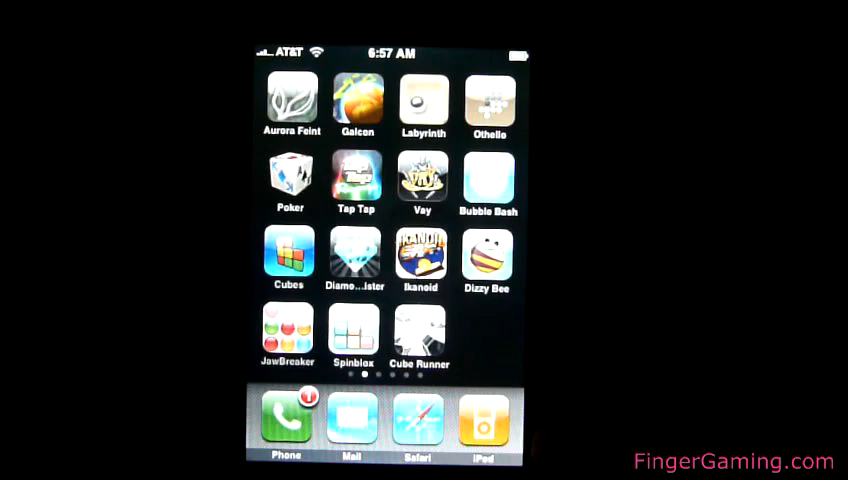 AT&T 6:57 AM
Aurora Feint Galcon Labyrinth Othello
Poker Tap Tap Vay Bubble Bash
Cubes Diamo...ister Ikanoid Dizzy Bee
JawBreaker Spinblox Cube Runner
Phone Mail Safari iPod
FingerGaming.com